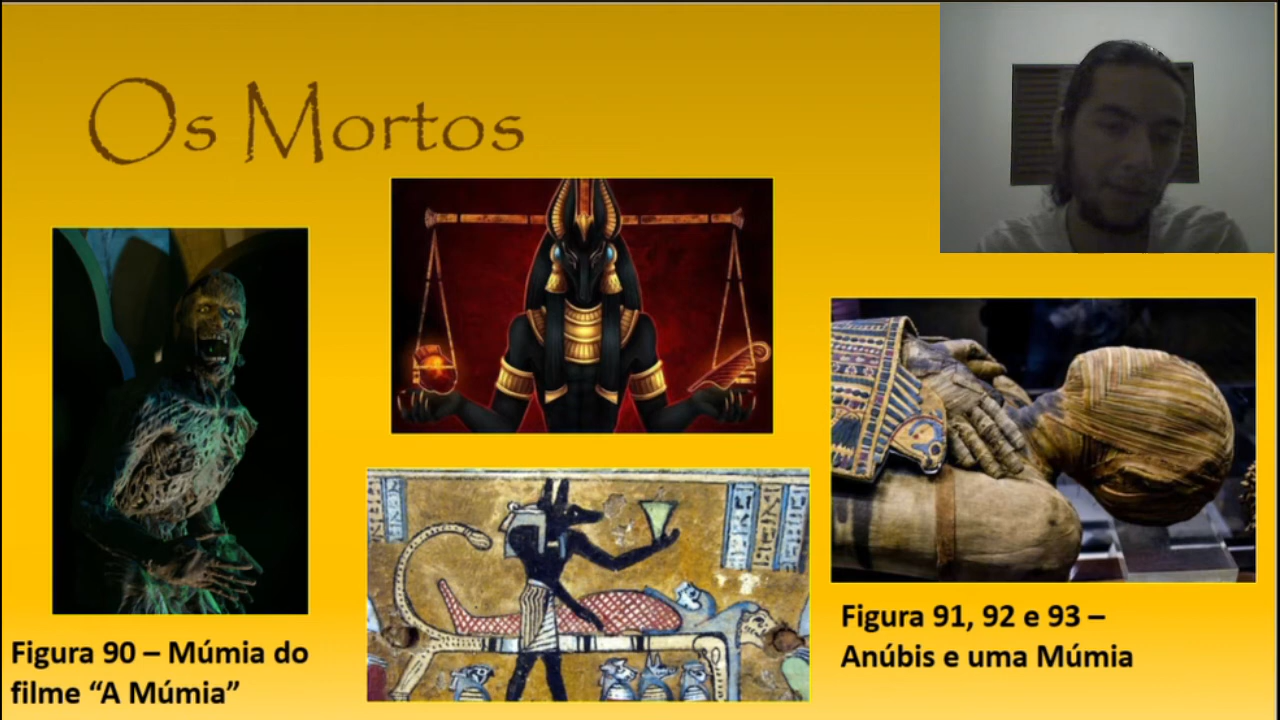 Os Mortos
Figura 90 – Múmia do
filme “A Múmia”
Figura 91, 92 e 93 –
Anúbis e uma Múmia